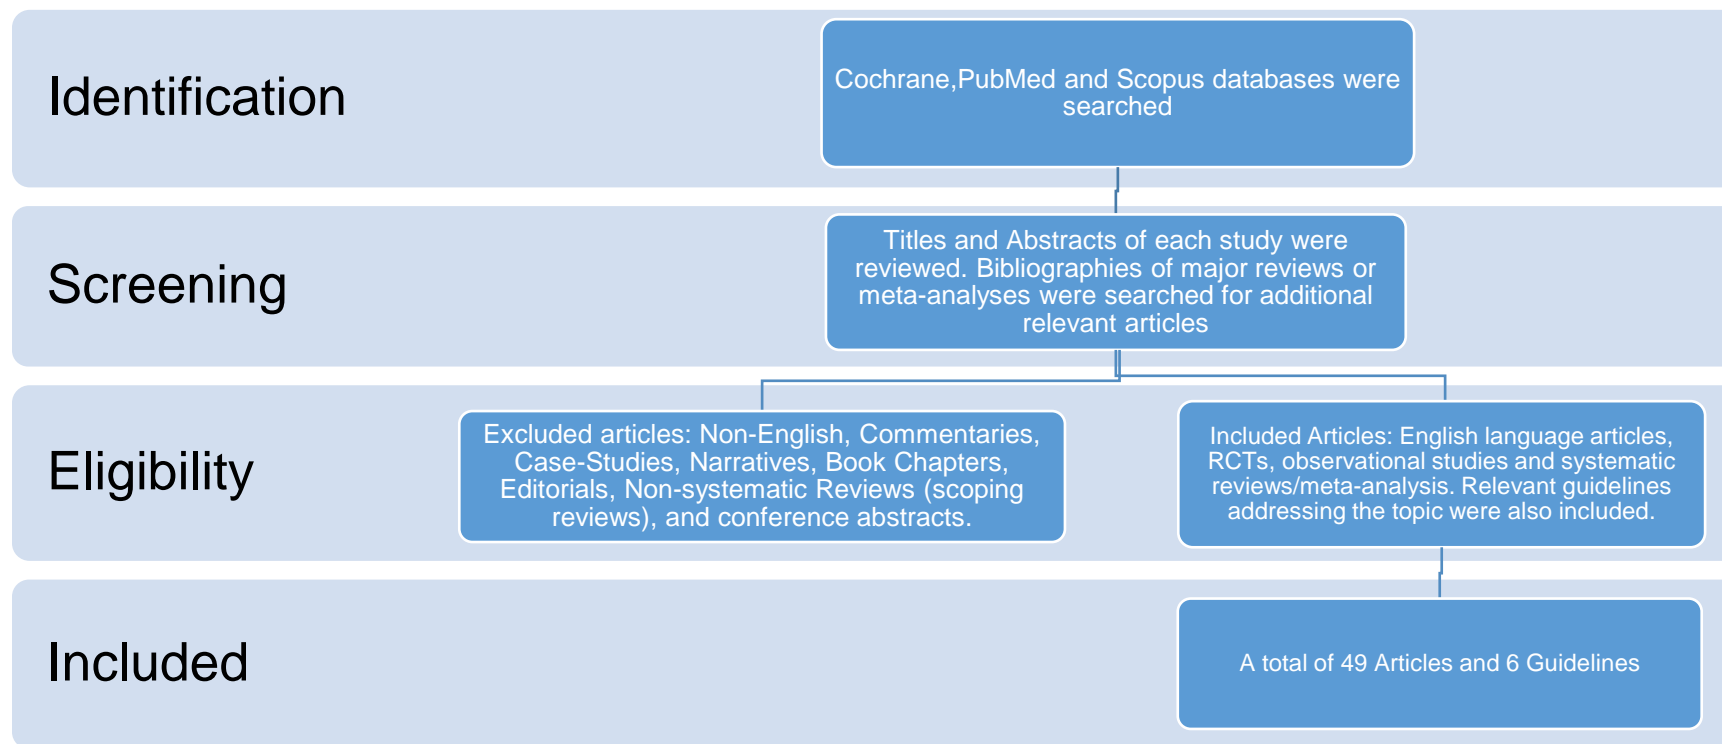 Identification
Cochrane,PubMed and Scopus databases were
searched
Screening
Titles and Abstracts of each study were
reviewed. Bibliographies of major reviews or
meta-analyses were searched for additional
relevant articles
Eligibility
Excluded articles: Non-English, Commentaries,
Case-Studies, Narratives, Book Chapters,
Editorials, Non-systematic Reviews (scoping
reviews), and conference abstracts.
Included Articles: English language articles,
RCTs, observational studies and systematic
reviews/meta-analysis. Relevant guidelines
addressing the topic were also included.
Included
A total of 49 Articles and 6 Guidelines